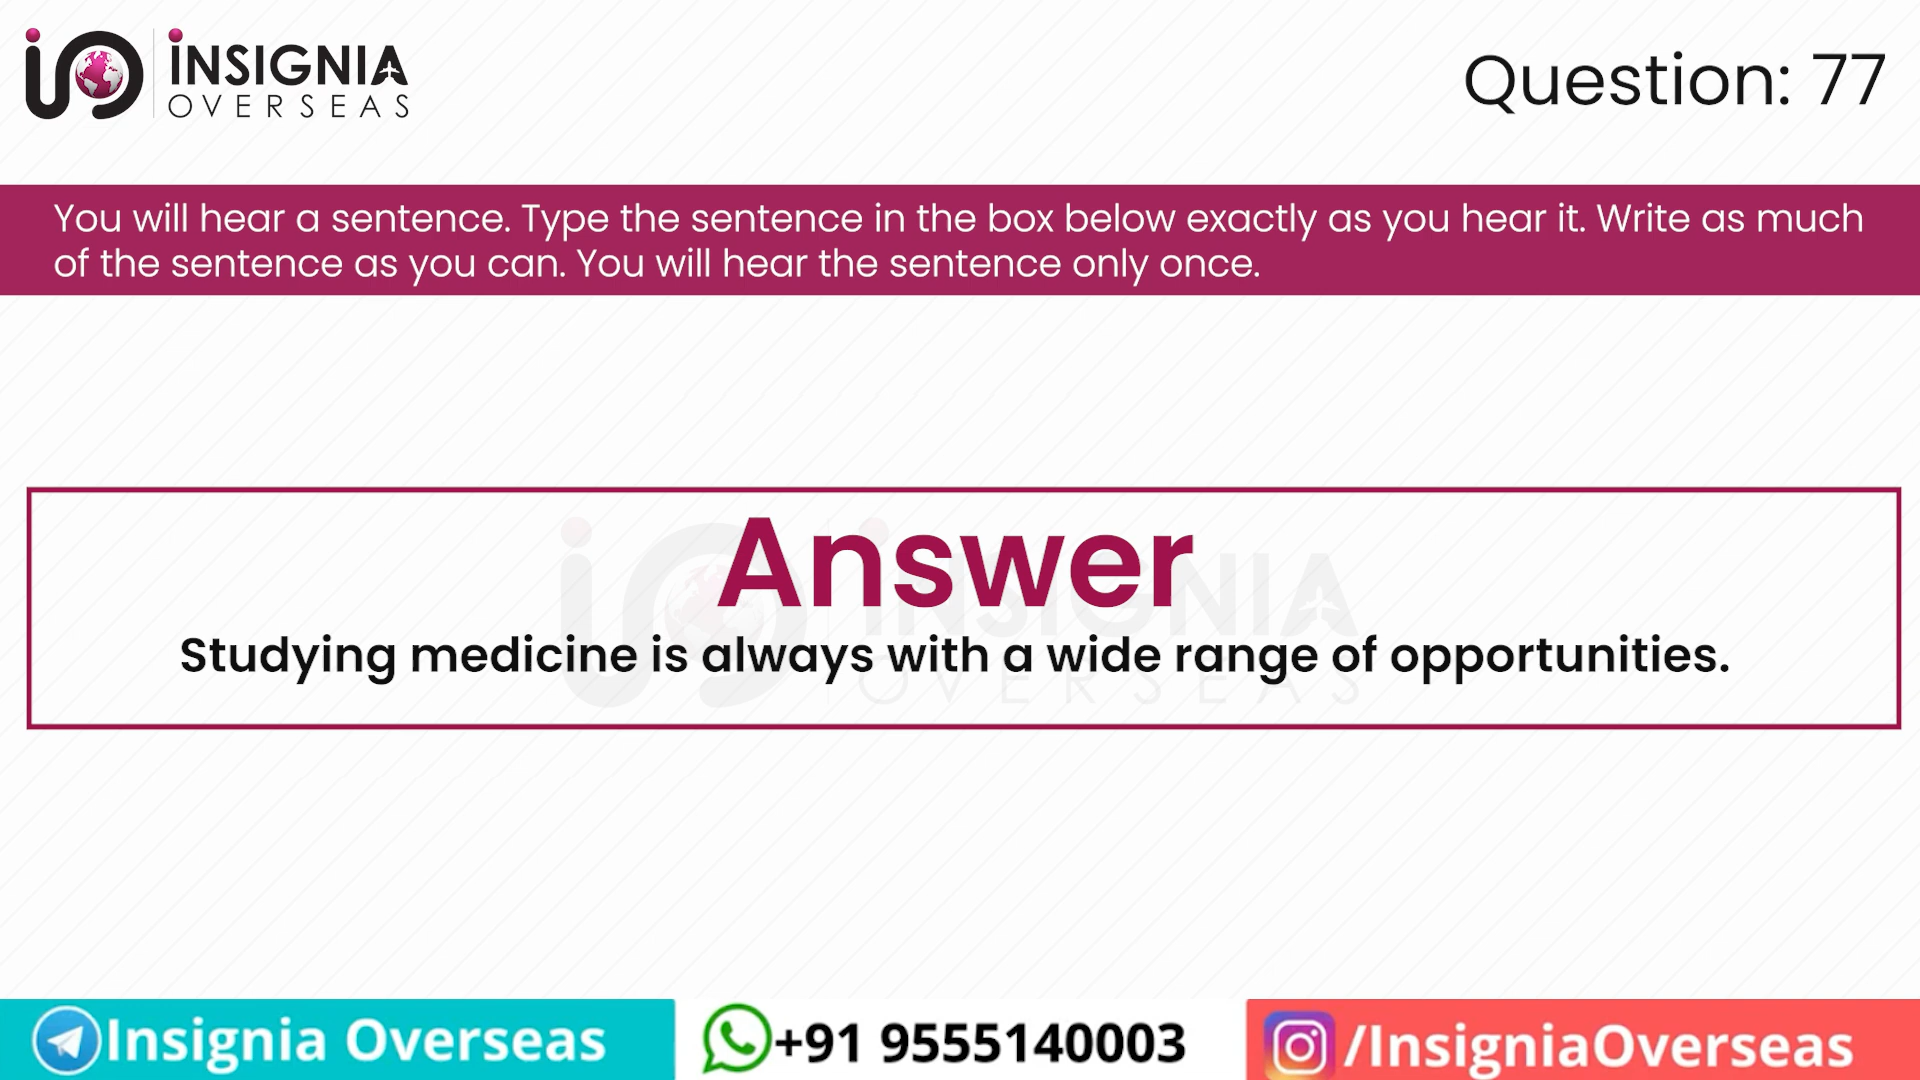 INSIGNIA
OVERSEAS
Question: 77
You will hear a sentence. Type the sentence in the box below exactly as you hear it. Write as much
of the sentence as you can. You will hear the sentence only once.
Answer
INSIGNIA
Studying medicine is always with a wide range of opportunities.
OVERSEAS
Insignia Overseas
+91 9555140003
/InsigniaOverseas